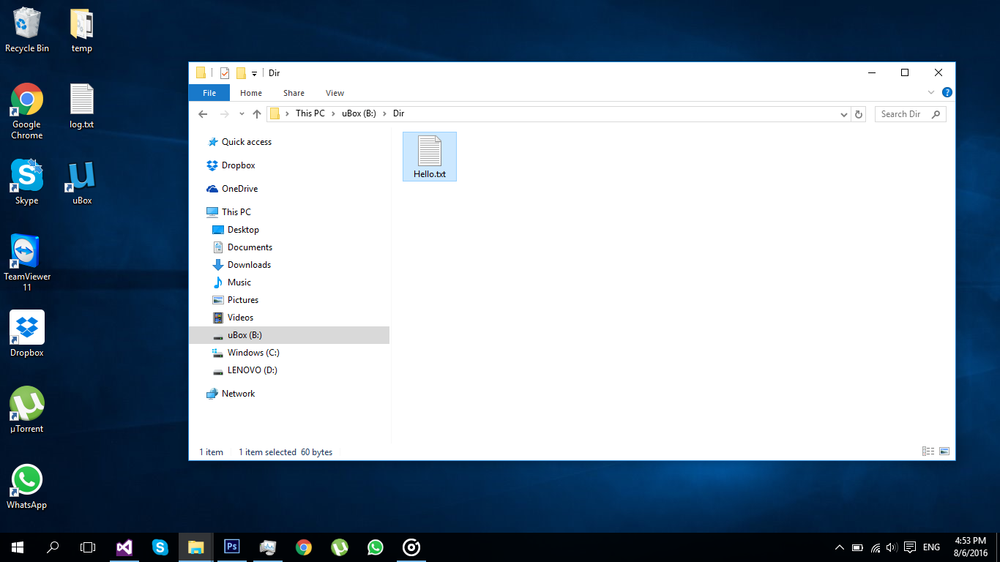 Recycle Bin
temp
Google
Chrome
log.txt
Skype
uBox
TeamViewer
11
Dropbox
µTorrent
WhatsApp
Dir
File Home Share View
This PC uBox (B:) Dir
Search Dir
Quick access
Dropbox
OneDrive
This PC
Desktop
Documents
Downloads
Music
Pictures
Videos
uBox (B:)
Windows (C:)
LENOVO (D:)
Network
Hello.txt
1 item 1 item selected 60 bytes
Ps
ENG
4:53 PM
8/6/2016